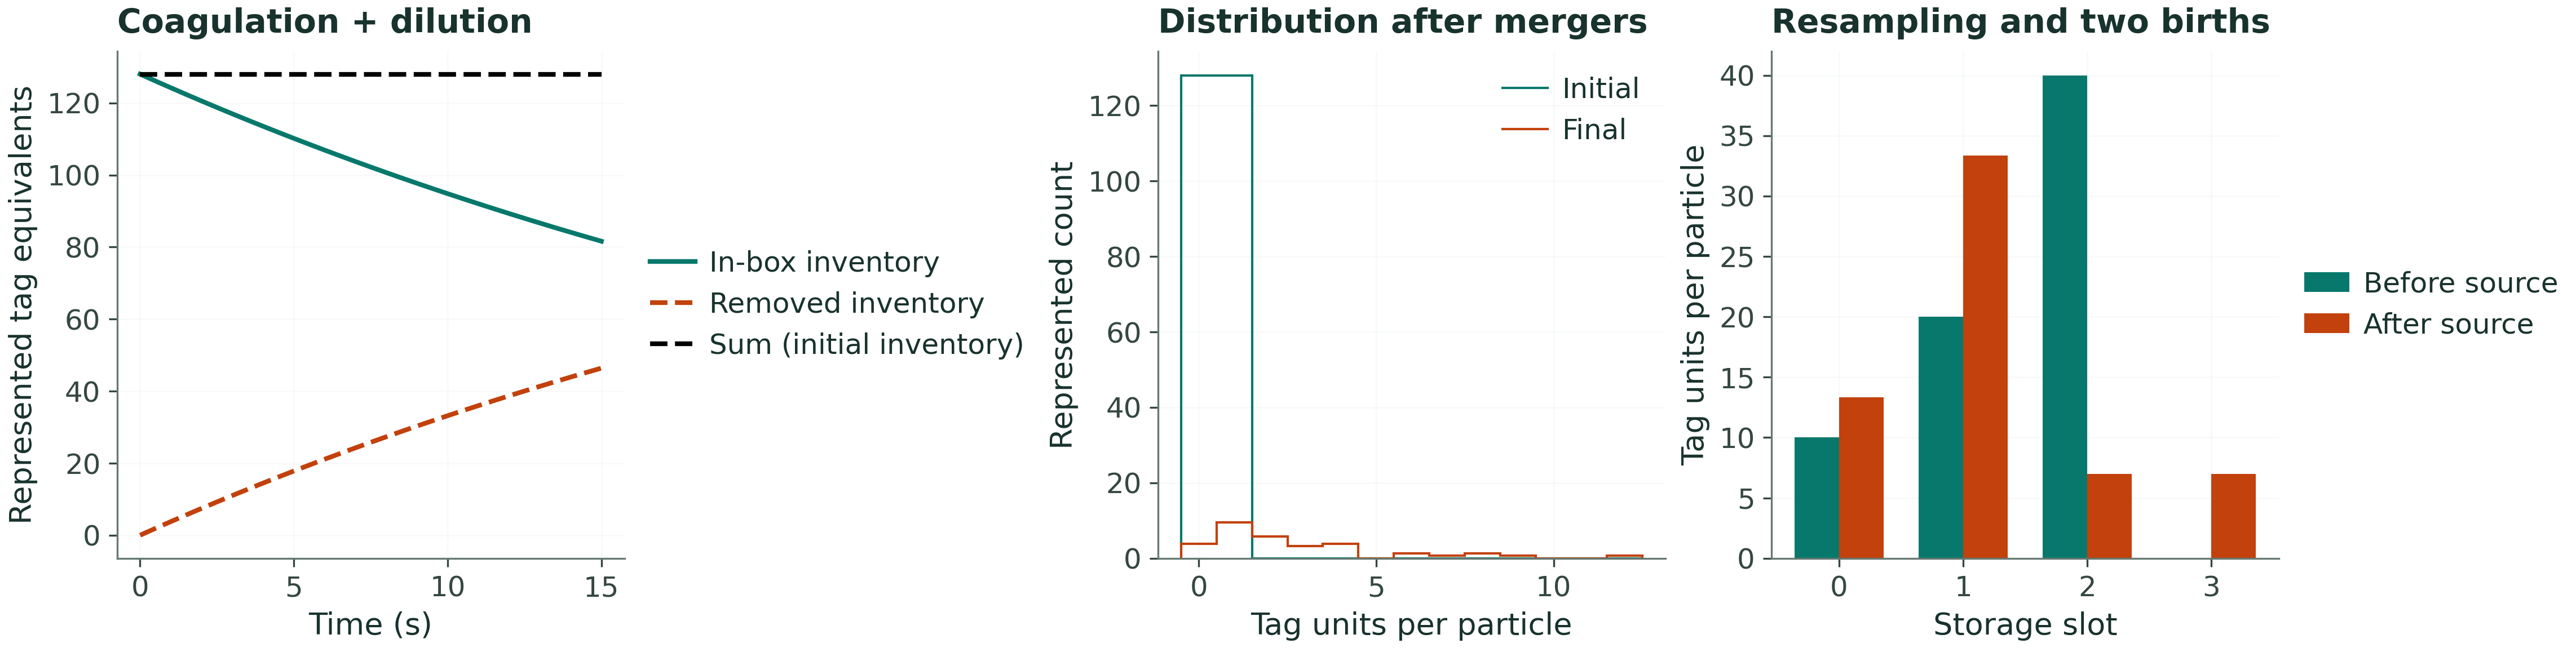 Coagulation + dilution
Represented tag equivalents
120
100
80
60
40
20
0
0 5 10 15
Time (s)
In-box inventory
Removed inventory
Sum (initial inventory)
Distribution after mergers
Represented count
120
100
80
60
40
20
0
0 5 10
Tag units per particle
Initial
Final
Resampling and two births
Tag units per particle
40
35
30
25
20
15
10
5
0
0 1 2 3
Storage slot
Before source
After source